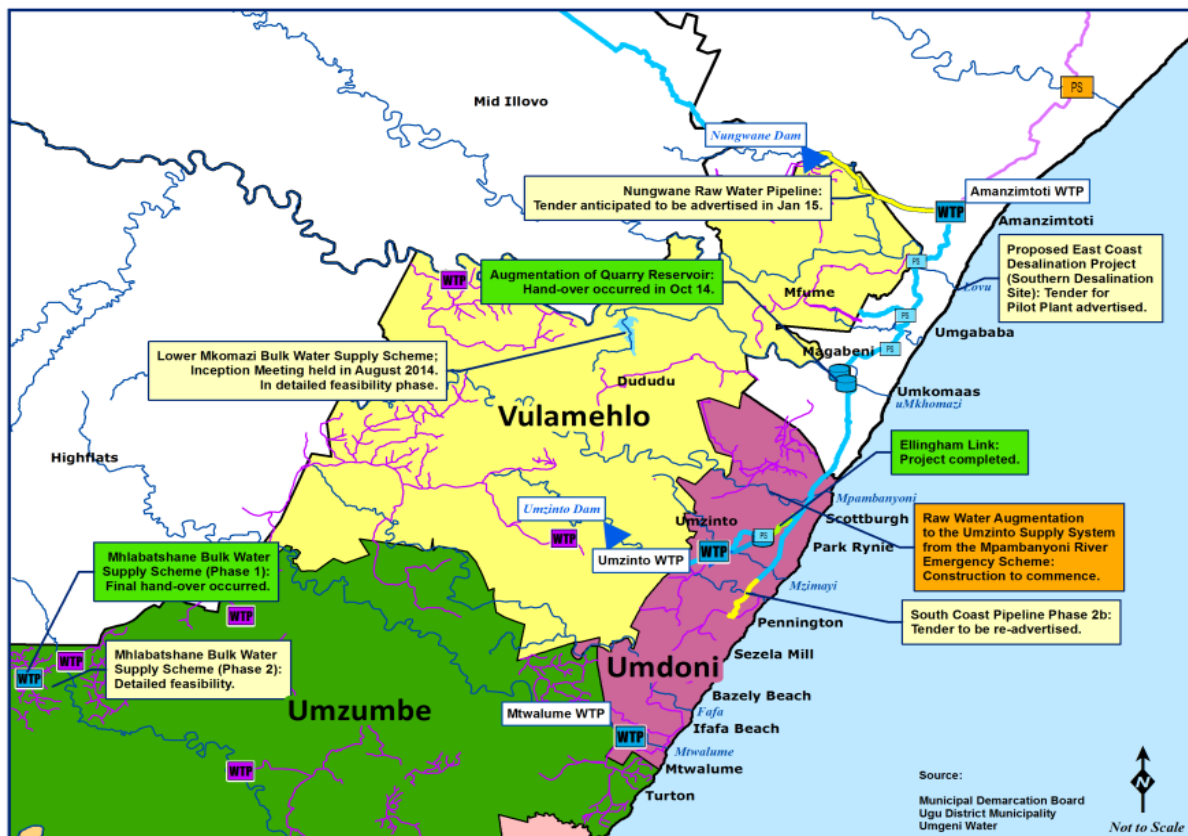 PS
Mid Illovo
Nungwane Dam
Nungwane Raw Water Pipeline:
Tender anticipated to be advertised in Jan 15.
Amanzimtoti WTP
WTP
Amanzimtoti
Proposed East Coast
Desalination Project
(Southern Desalination
Site): Tender for
Pilot Plant advertised.
PS
Lovu
Augmentation of Quarry Reservoir:
Hand-over occurred in Oct 14.
WTP
Mfume
PS
Umgababa
PS
Magabeni
Lower Mkomazi Bulk Water Supply Scheme;
Inception Meeting held in August 2014.
In detailed feasibility phase.
Dududu
Umkomaas
uMkhomazi
Vulamehlo
Highflats
Ellingham Link:
Project completed.
Mpambanyoni
Scottburgh
Raw Water Augmentation
to the Umzinto Supply System
from the Mpambanyoni River
Emergency Scheme:
Construction to commence.
Umzinto Dam
Umzinto
WTP
Umzinto WTP
WTP
Park Rynie
Mzimayi
Mhlabatshane Bulk Water
Supply Scheme (Phase 1):
Final hand-over occurred.
WTP
South Coast Pipeline Phase 2b:
Tender to be re-advertised.
Pennington
Sezela Mill
WTP
WTP
Mhlabatshane Bulk Water
Supply Scheme (Phase 2):
Detailed feasibility.
Umdoni
Bazely Beach
Umzumbe
Mtwalume WTP
Fafa
Ifafa Beach
WTP
Mtwalume
WTP
Mtwalume
Turton
Source:
Municipal Demarcation Board
Ugu District Municipality
Umgeni Water
N
Not to Scale